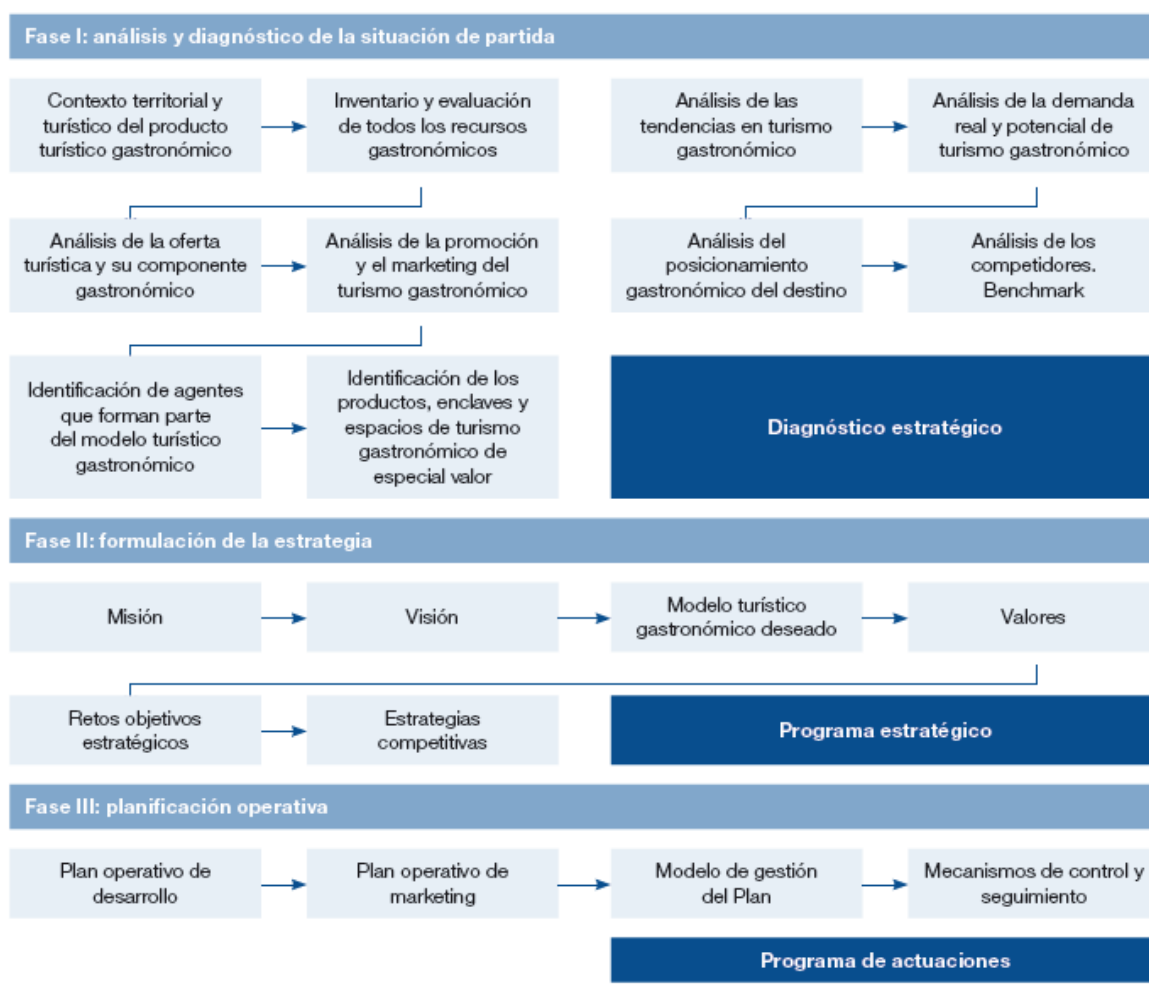 Fase I: análisis y diagnóstico de la situación de partida
Contexto territorial y
turístico del producto
turístico gastronómico
Inventario y evaluación
de todos los recursos
gastronómicos
Análisis de las
tendencias en turismo
gastronómico
Análisis de la demanda
real y potencial de
turismo gastronómico
Análisis de la oferta
turística y su componente
gastronómico
Análisis de la promoción
y el marketing del
turismo gastronómico
Análisis del
posicionamiento
gastronómico del destino
Análisis de los
competidores.
Benchmark
Identificación de agentes
que forman parte
del modelo turístico
gastronómico
Identificación de los
productos, enclaves y
espacios de turismo
gastronómico de
especial valor
Diagnóstico estratégico
Fase II: formulación de la estrategia
Misión
Visión
Modelo turístico
gastronómico deseado
Valores
Retos objetivos
estratégicos
Estrategias
competitivas
Programa estratégico
Fase III: planificación operativa
Plan operativo de
desarrollo
Plan operativo de
marketing
Modelo de gestión
del Plan
Mecanismos de control y
seguimiento
Programa de actuaciones